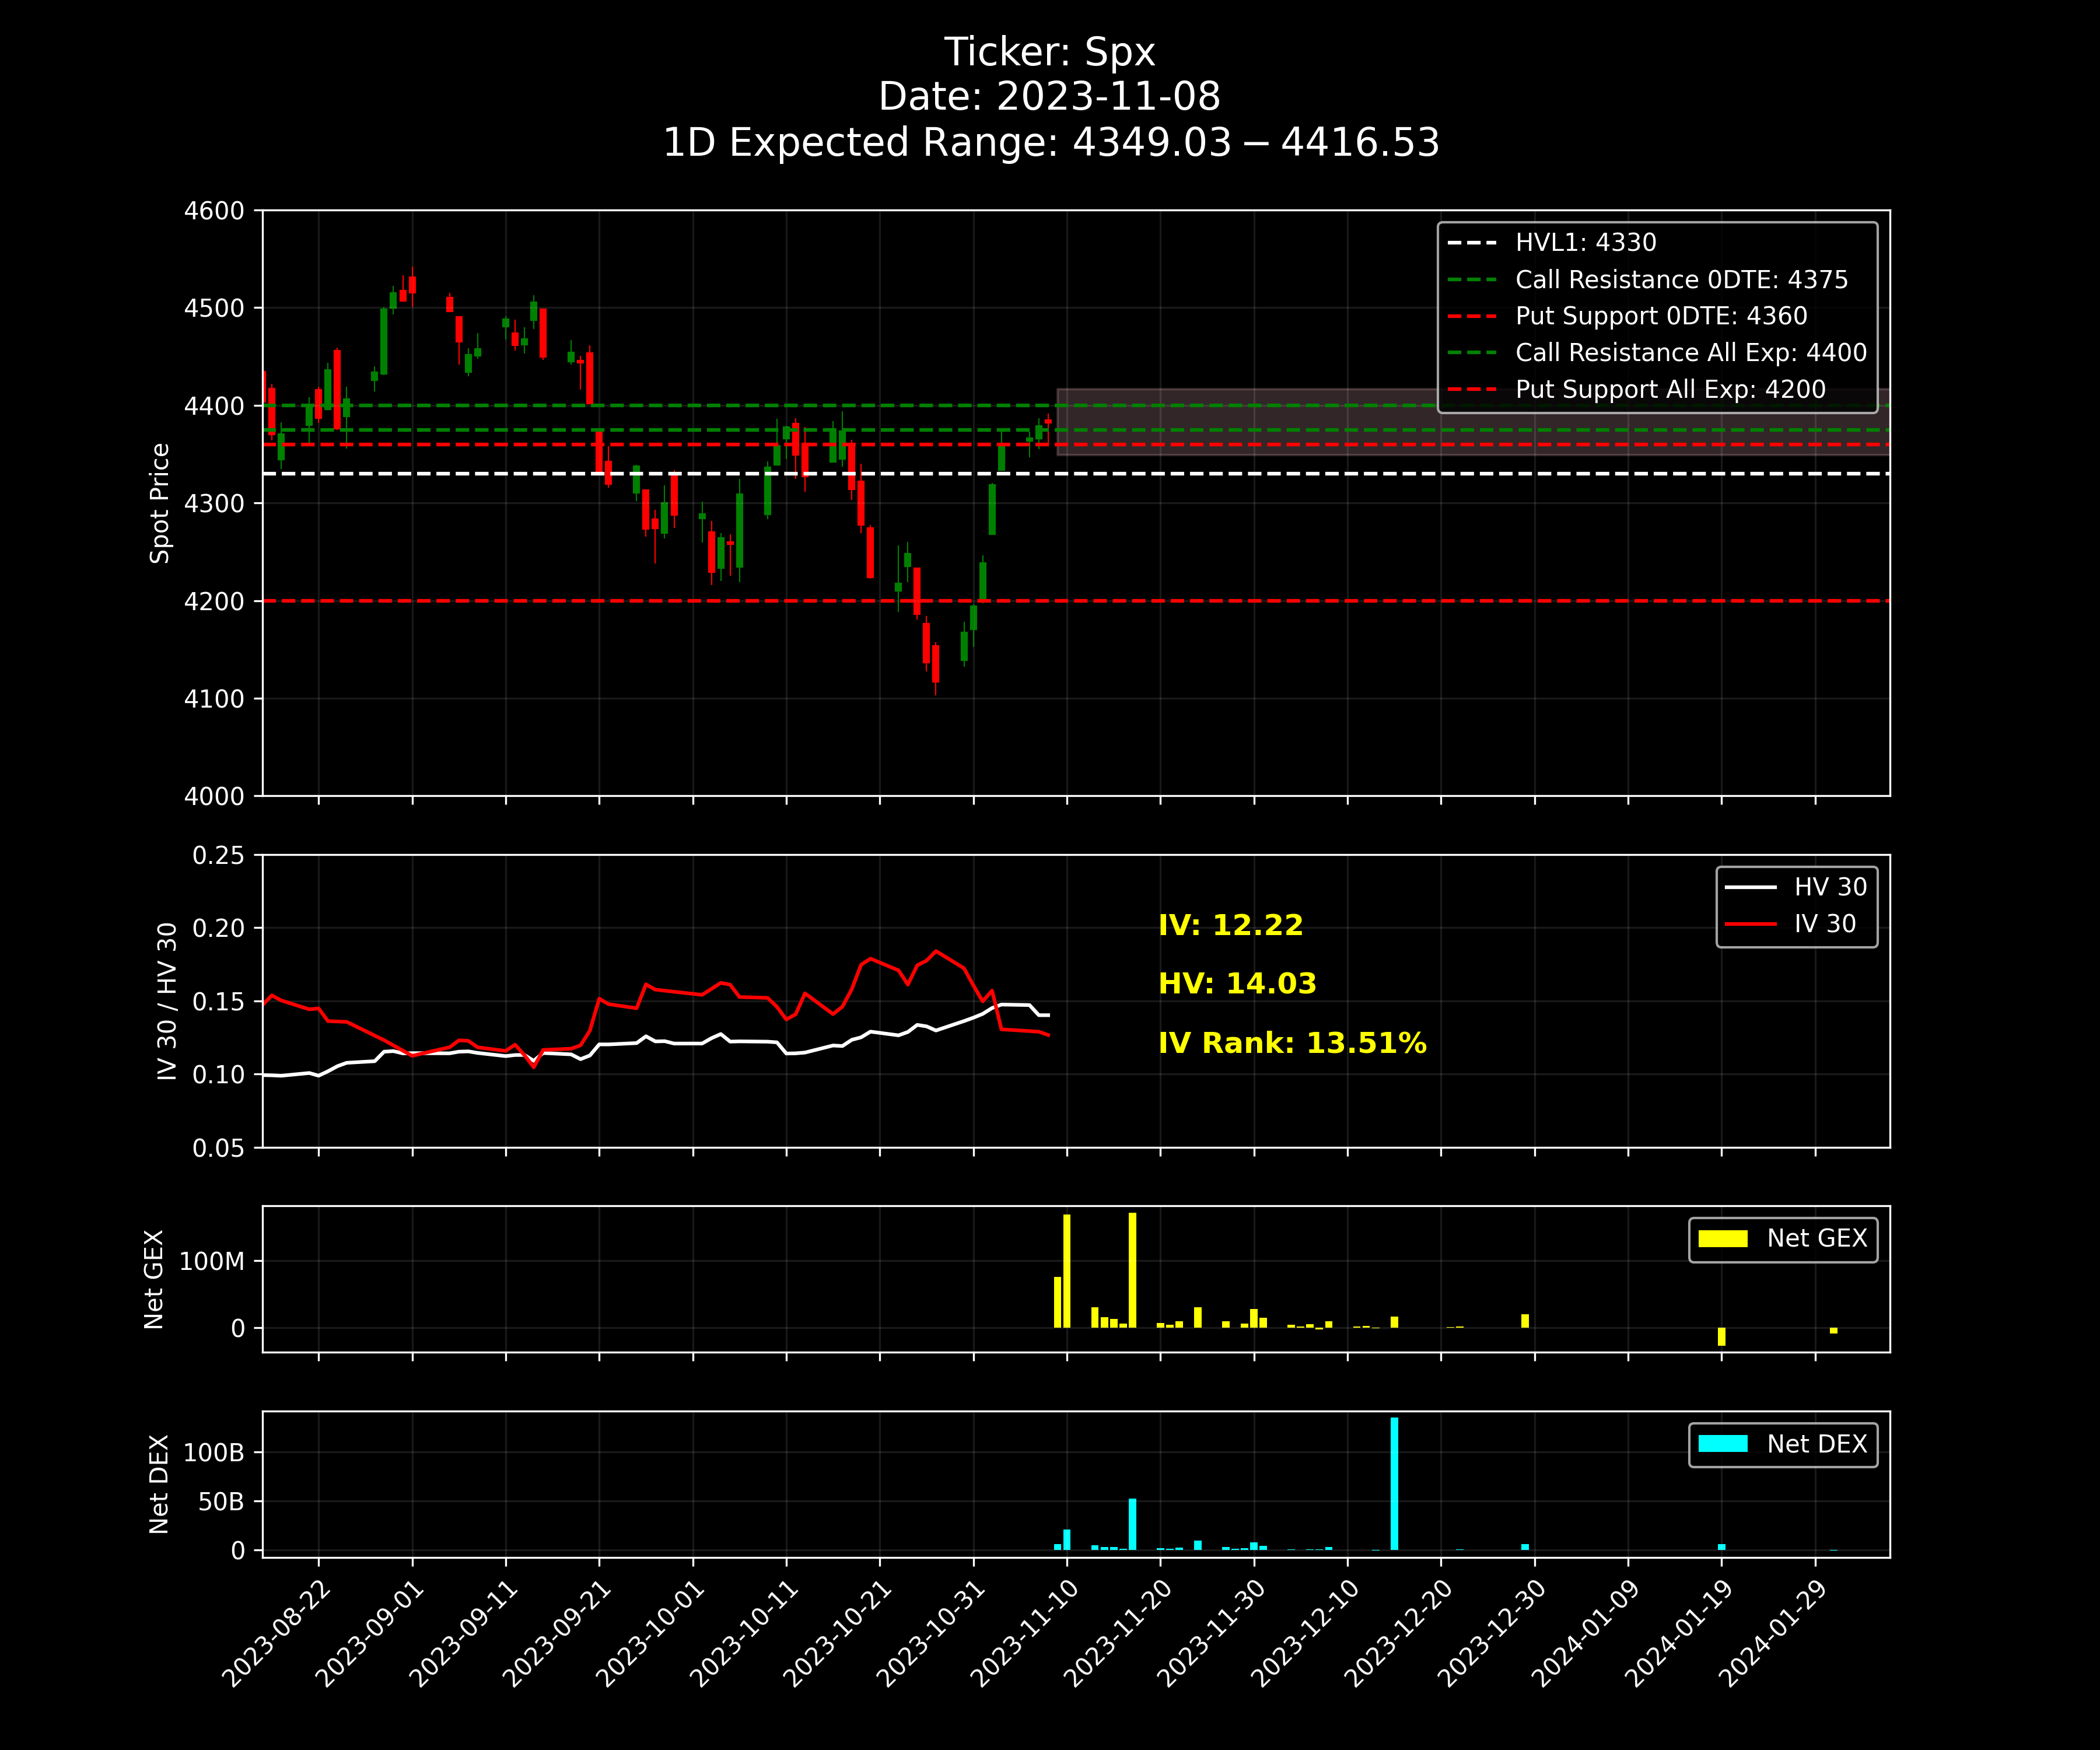 Ticker: Spx
Date: 2023-11-08
1D Expected Range: 4349.03 − 4416.53
Spot Price
4600
4500
4400
4300
4200
4100
4000
HVL1: 4330
Call Resistance 0DTE: 4375
Put Support 0DTE: 4360
Call Resistance All Exp: 4400
Put Support All Exp: 4200
IV 30 / HV 30
0.25
0.20
0.15
0.10
0.05
IV: 12.22
HV: 14.03
IV Rank: 13.51%
HV 30
IV 30
Net GEX
100M
0
Net GEX
Net DEX
100B
50B
0
Net DEX
2023-08-22
2023-09-01
2023-09-11
2023-09-21
2023-10-01
2023-10-11
2023-10-21
2023-10-31
2023-11-10
2023-11-20
2023-11-30
2023-12-10
2023-12-20
2023-12-30
2024-01-09
2024-01-19
2024-01-29